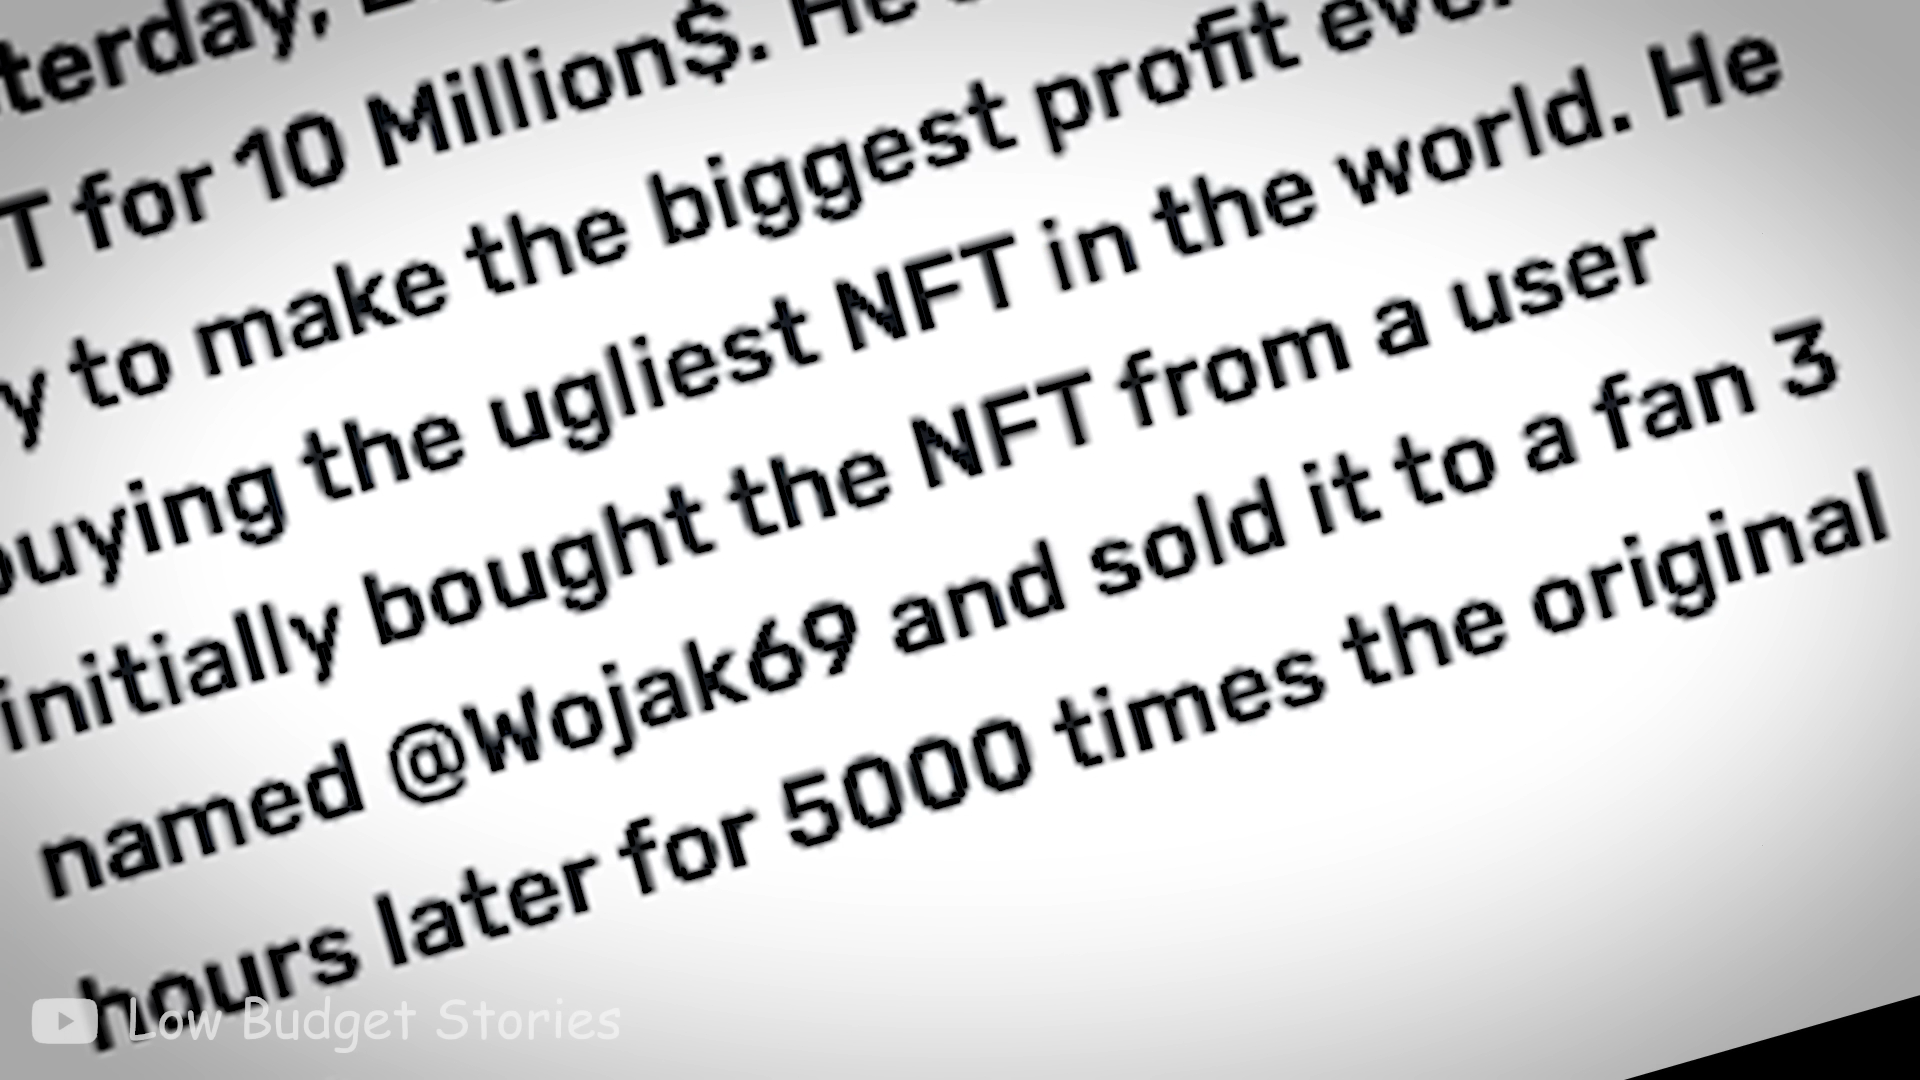 T for 10 Million$. He
y to make the biggest profit ever
buying the ugliest NFT in the world. He
initially bought the NFT from a user
named @Wojak69 and sold it to a fan 3
hours later for 5000 times the original
Low Budget Stories